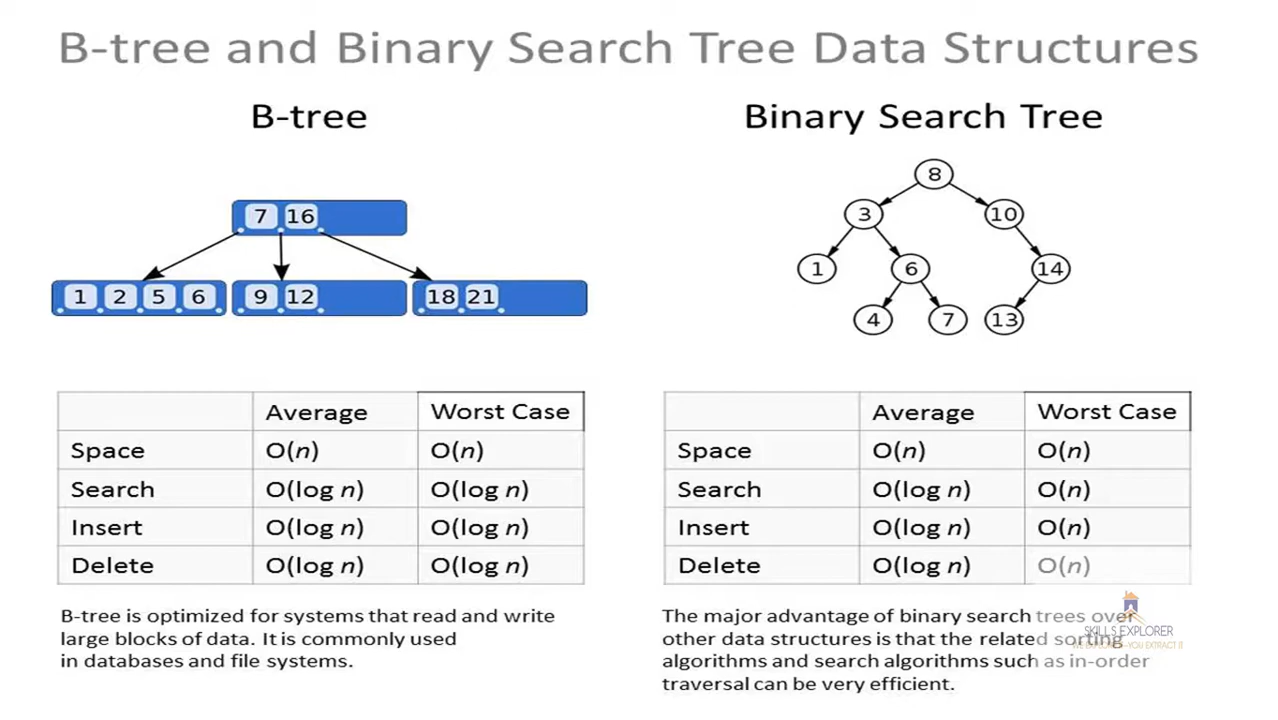 B-tree and Binary Search Tree Data Structures
B-tree
7 16
1 2 5 6 9 12 18 21
Average Worst Case
Space O(n) O(n)
Search O(log n) O(log n)
Insert O(log n) O(log n)
Delete O(log n) O(log n)
B-tree is optimized for systems that read and write
large blocks of data. It is commonly used
in databases and file systems.
Binary Search Tree
8
3 10
1 6 14
4 7 13
Average Worst Case
Space O(n) O(n)
Search O(log n) O(n)
Insert O(log n) O(n)
Delete O(log n) O(n)
The major advantage of binary search trees over
other data structures is that the related sorting
algorithms and search algorithms such as in-order
traversal can be very efficient.
SKILLS EXPLORER
YOU EXTRACT IT